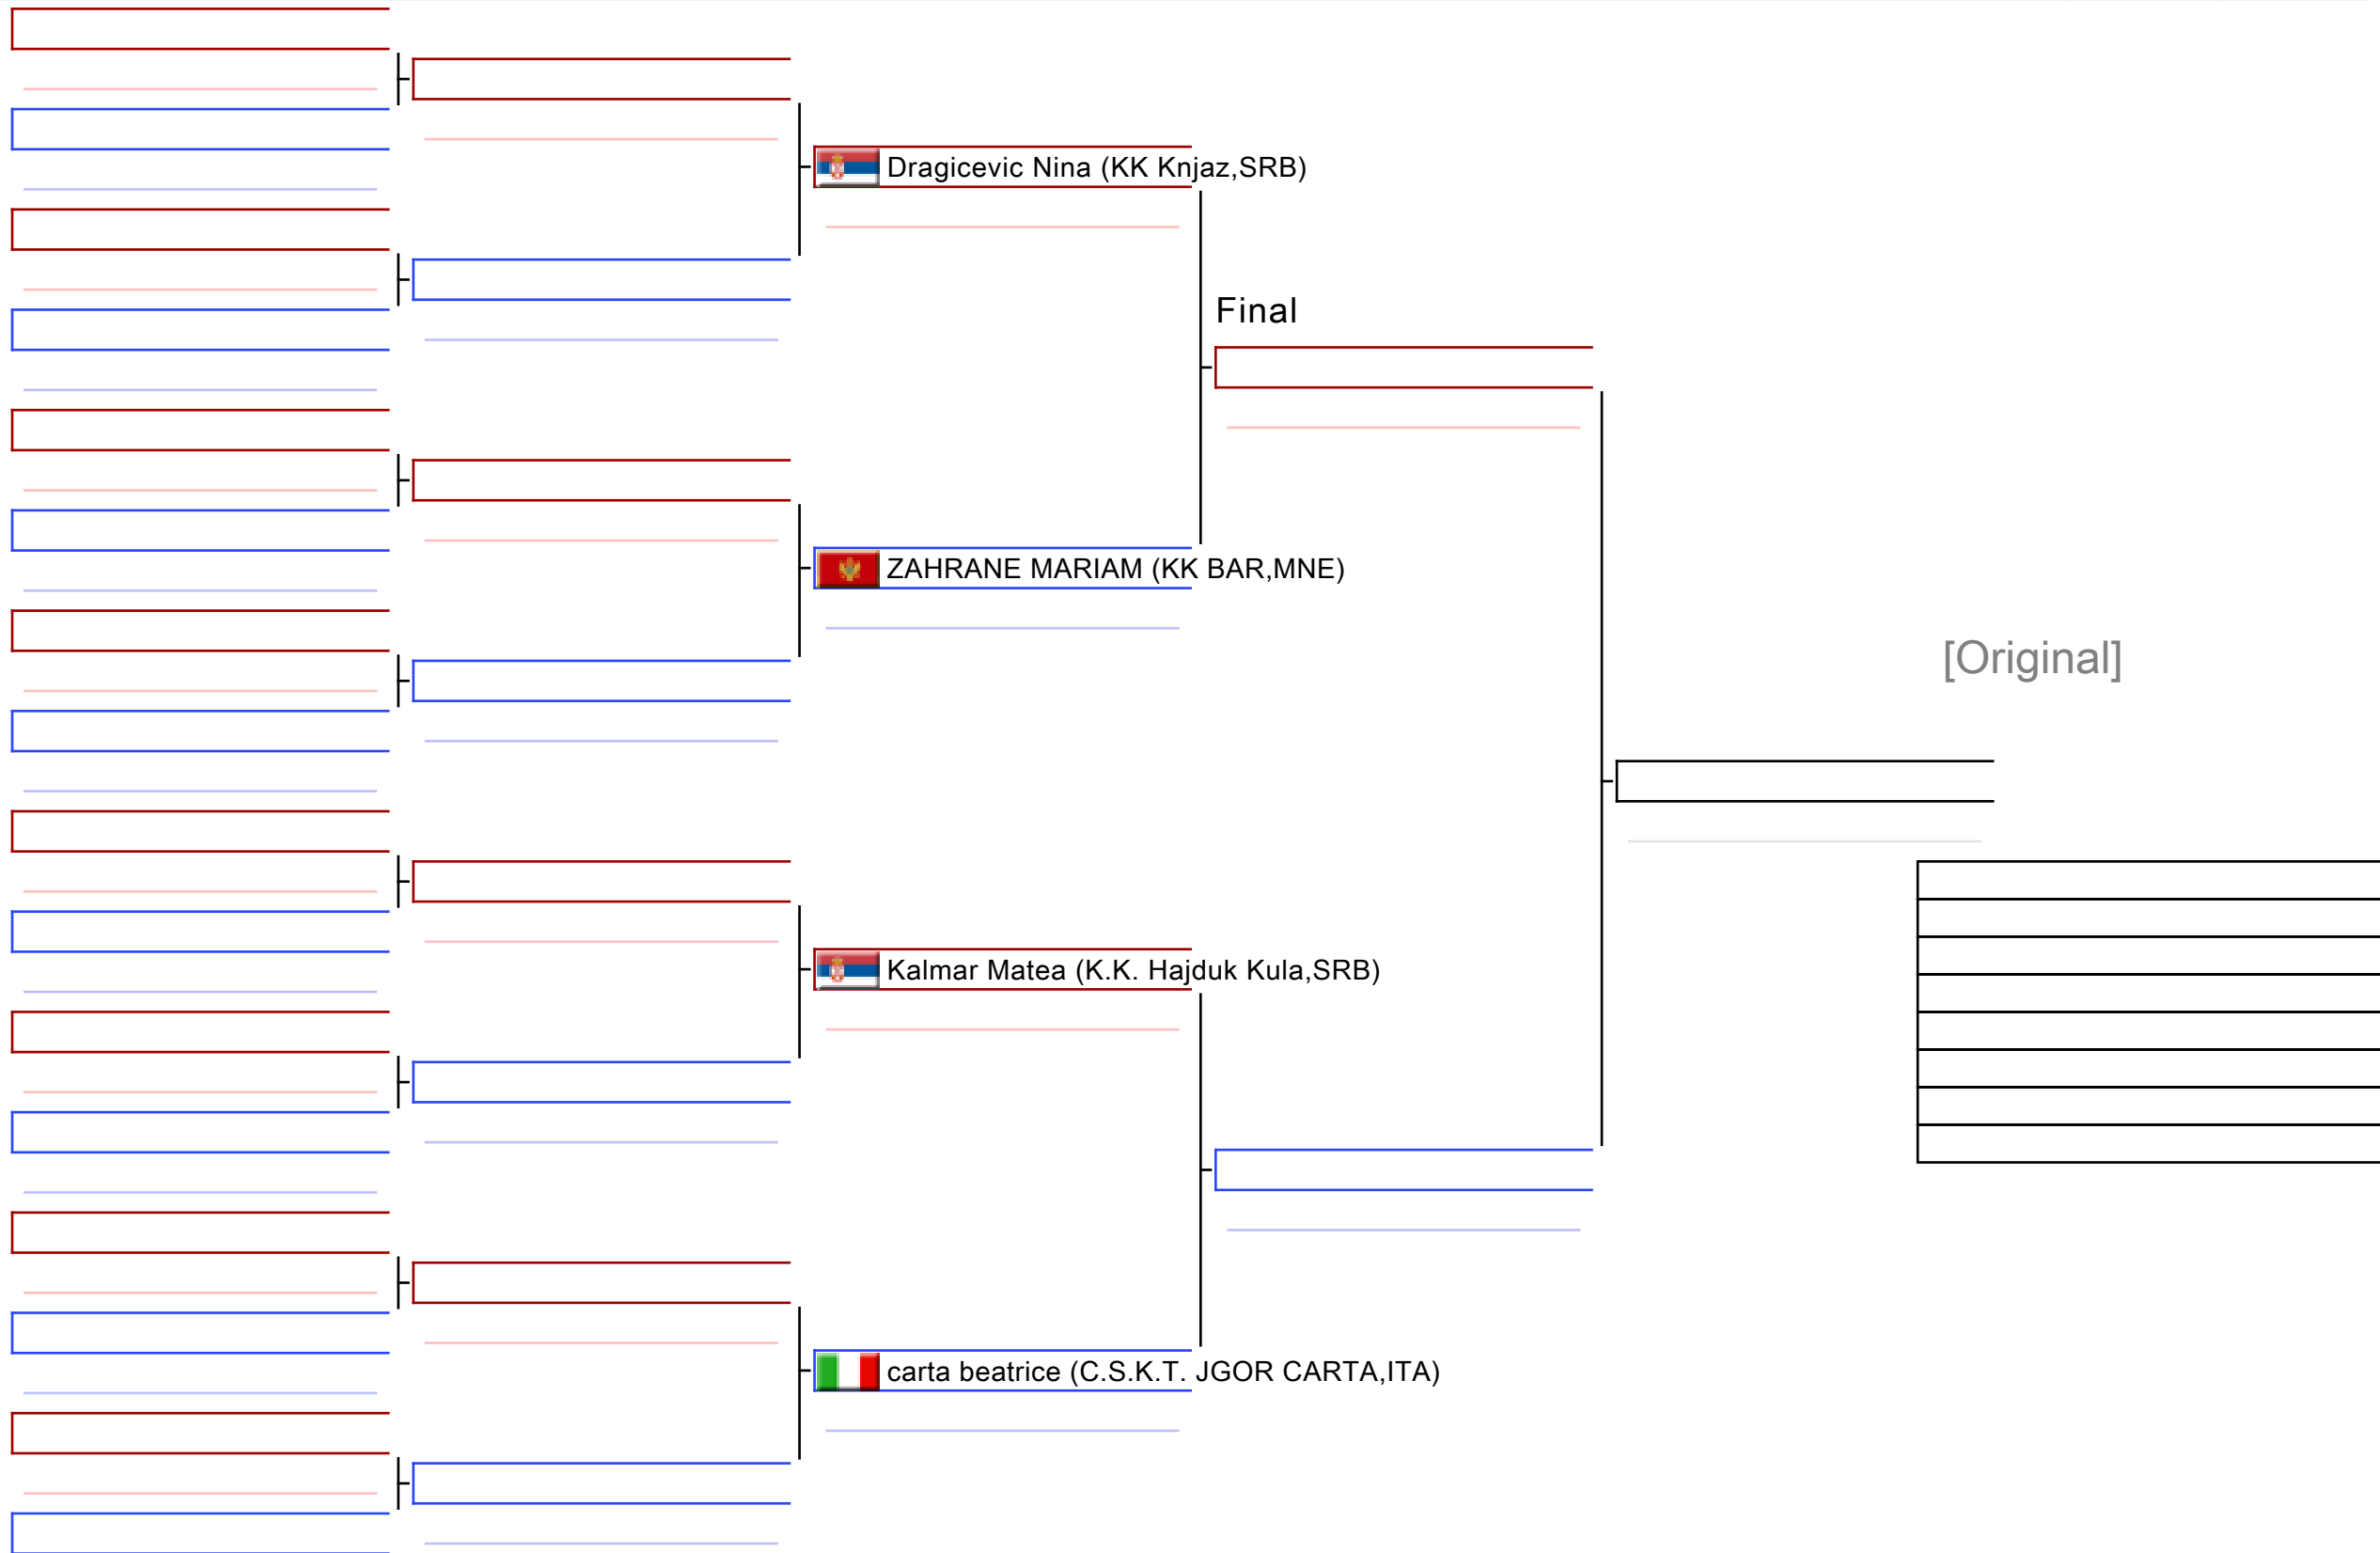 Dragicevic Nina (KK Knjaz,SRB)
Final
ZAHRANE MARIAM (KK BAR,MNE)
[Original]
Kalmar Matea (K.K. Hajduk Kula,SRB)
carta beatrice (C.S.K.T. JGOR CARTA,ITA)